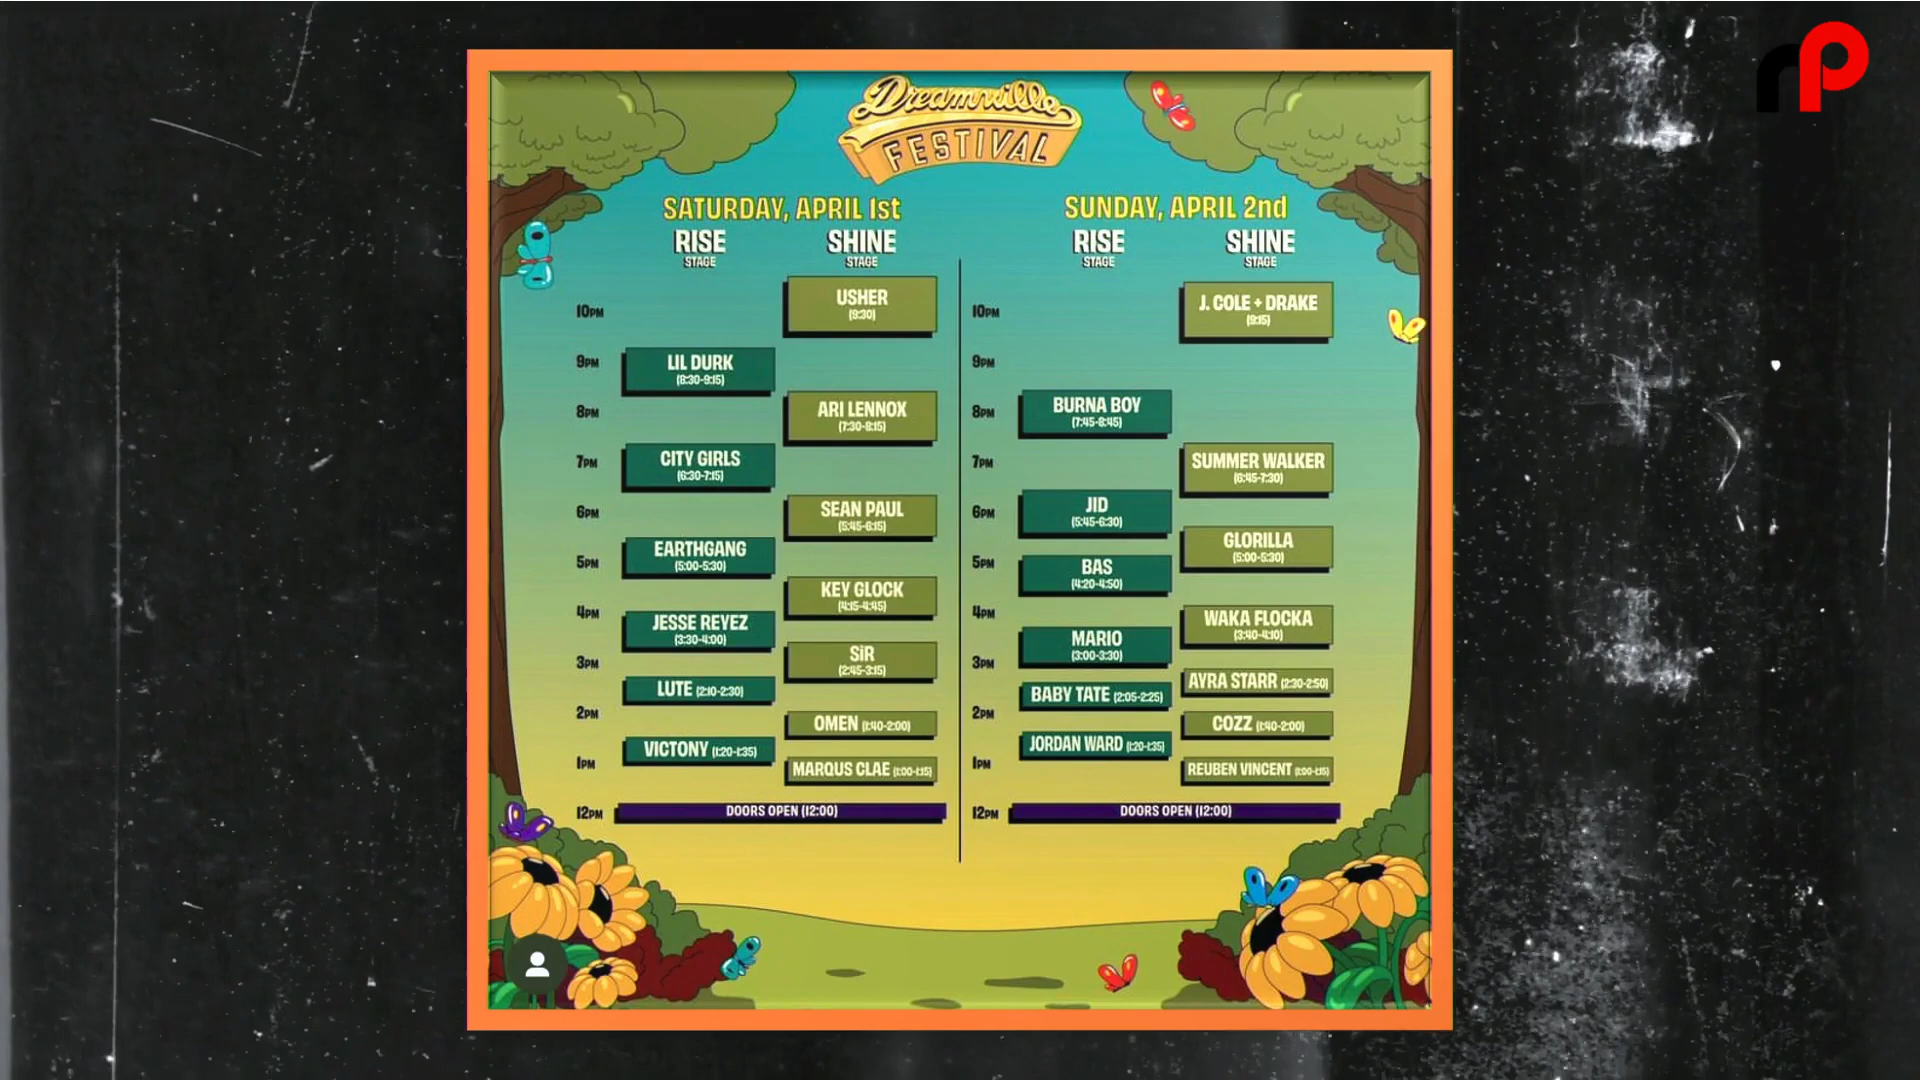 rp
Dreamville
FESTIVAL
SATURDAY, APRIL 1st
RISE
STAGE
SHINE
STAGE
10PM
USHER
(9:30)
9PM
LIL DURK
(8:30-9:15)
8PM
ARI LENNOX
(7:30-8:15)
7PM
CITY GIRLS
(6:30-7:15)
6PM
SEAN PAUL
(5:45-6:15)
5PM
EARTHGANG
(5:00-5:30)
KEY GLOCK
(4:15-4:45)
4PM
JESSE REYEZ
(3:30-4:00)
3PM
SiR
(2:45-3:15)
LUTE (2:10-2:30)
2PM
OMEN (1:40-2:00)
VICTONY (1:20-1:35)
1PM
MARQUS CLAE (1:00-1:15)
12PM
DOORS OPEN (12:00)
SUNDAY, APRIL 2nd
RISE
STAGE
SHINE
STAGE
10PM
J. COLE + DRAKE
(9:15)
9PM
8PM
BURNA BOY
(7:45-8:45)
7PM
SUMMER WALKER
(6:45-7:30)
6PM
JID
(5:45-6:30)
GLORILLA
(5:00-5:30)
5PM
BAS
(4:20-4:50)
4PM
WAKA FLOCKA
(3:40-4:10)
MARIO
(3:00-3:30)
3PM
AYRA STARR (2:30-2:50)
BABY TATE (2:05-2:25)
2PM
COZZ (1:40-2:00)
JORDAN WARD (1:20-1:35)
1PM
REUBEN VINCENT (1:00-1:15)
12PM
DOORS OPEN (12:00)